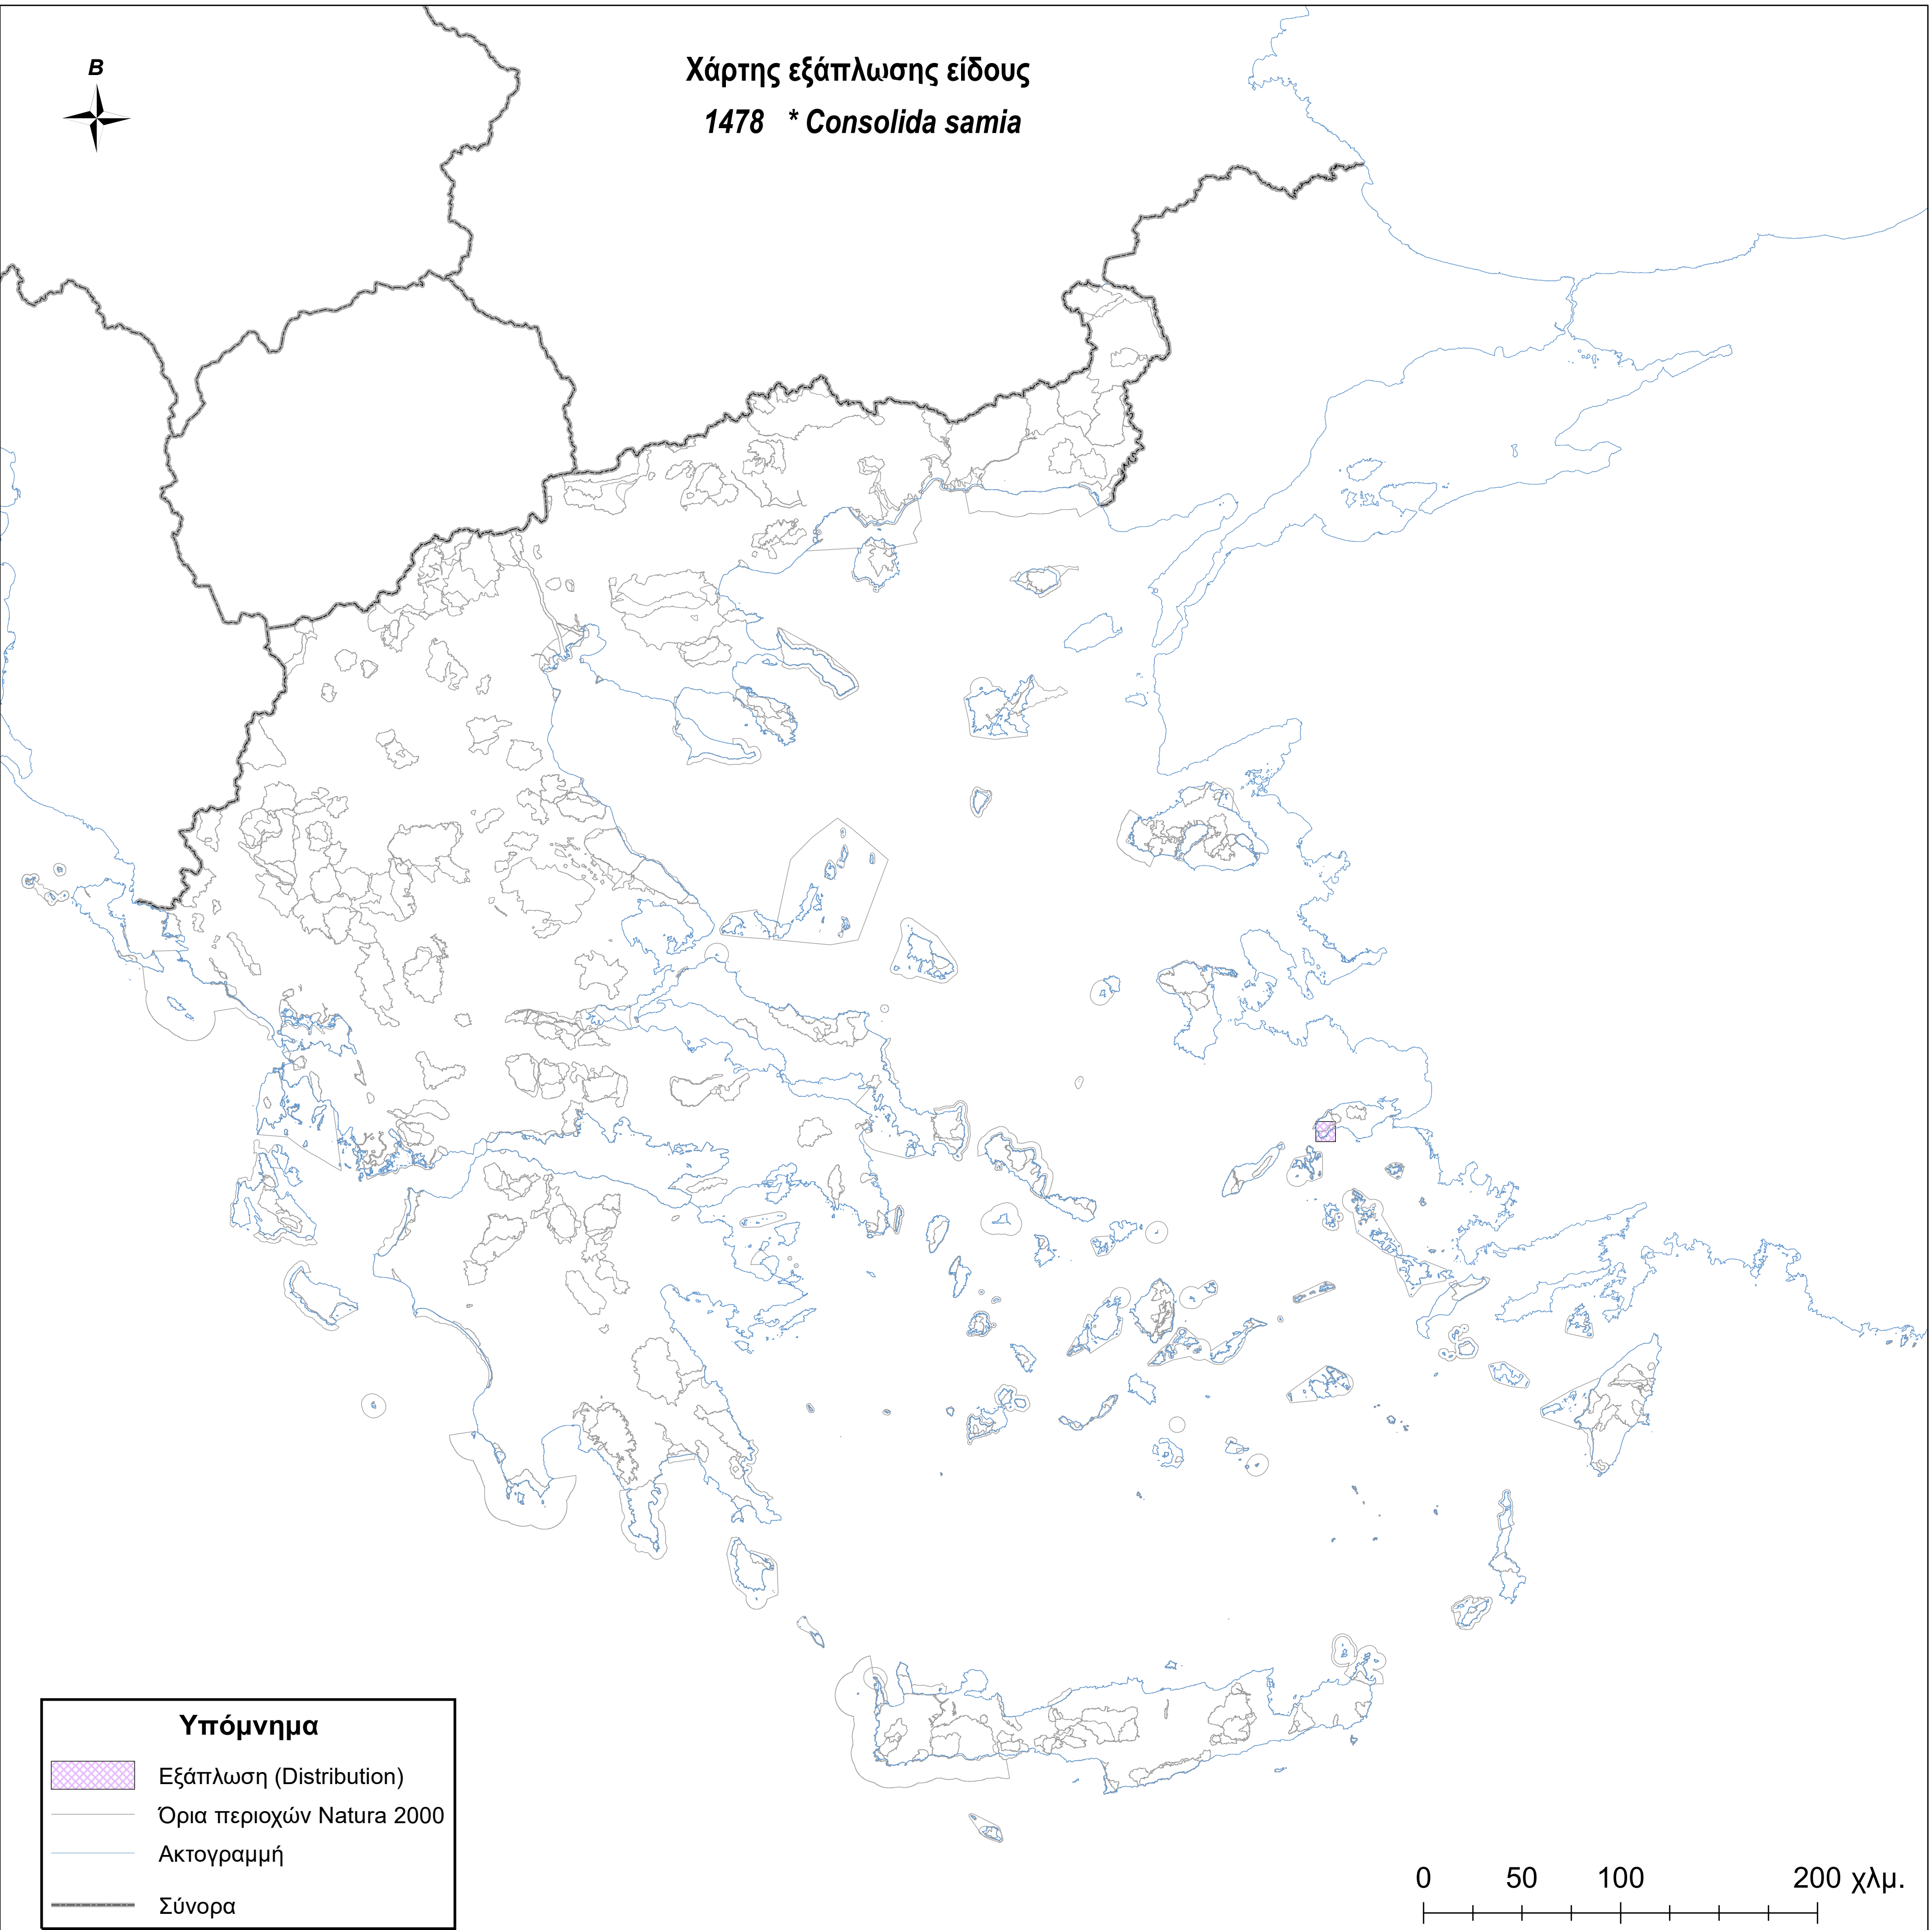 Β
Χάρτης εξάπλωσης είδους
1478 * Consolida samia
Υπόμνημα
Εξάπλωση (Distribution)
Όρια περιοχών Natura 2000
Ακτογραμμή
Σύνορα
0 50 100 200 χλμ.